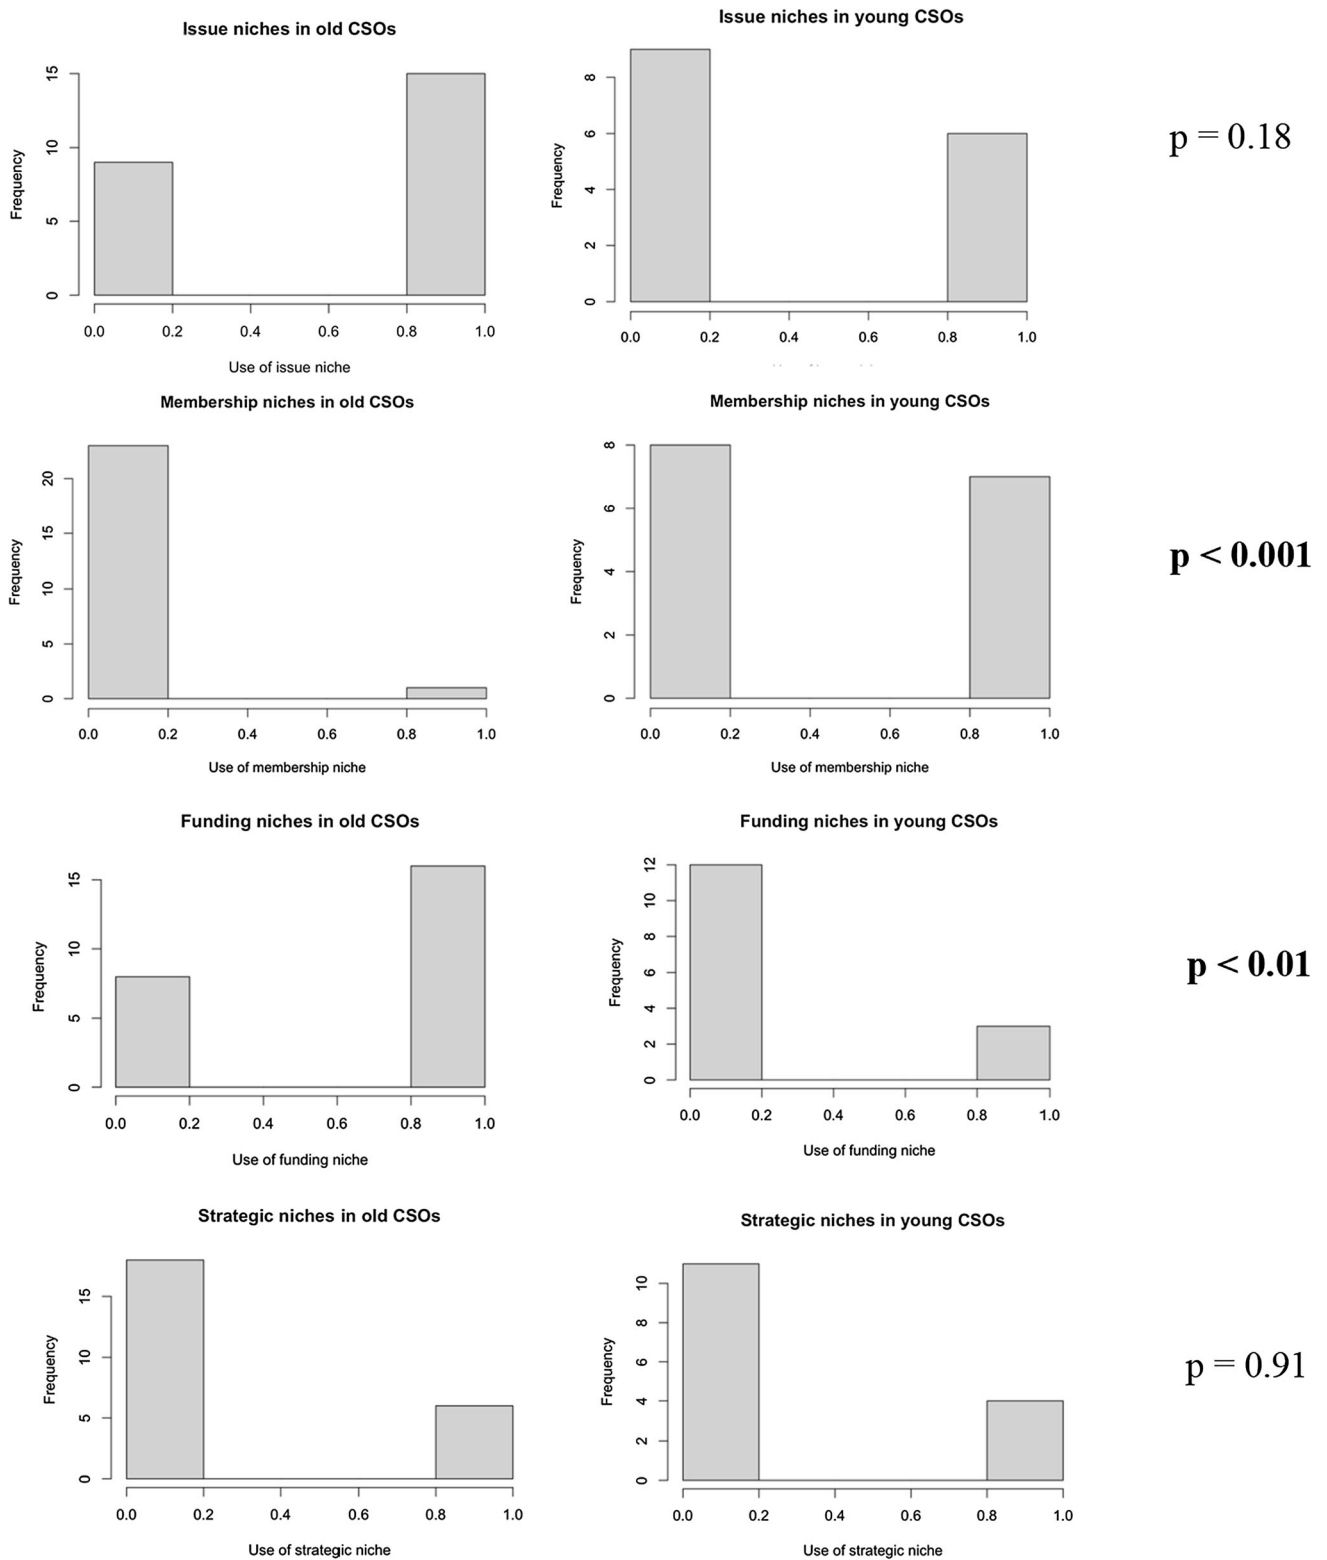 Issue niches in old CSOs
Frequency
15
10
5
0
0.0 0.2 0.4 0.6 0.8 1.0
Use of issue niche
Issue niches in young CSOs
Frequency
8
6
4
2
0
0.0 0.2 0.4 0.6 0.8 1.0
p = 0.18
Membership niches in old CSOs
Frequency
20
15
10
5
0
0.0 0.2 0.4 0.6 0.8 1.0
Use of membership niche
Membership niches in young CSOs
Frequency
8
6
4
2
0
0.0 0.2 0.4 0.6 0.8 1.0
Use of membership niche
p < 0.001
Funding niches in old CSOs
Frequency
15
10
5
0
0.0 0.2 0.4 0.6 0.8 1.0
Use of funding niche
Funding niches in young CSOs
Frequency
12
10
8
6
4
2
0
0.0 0.2 0.4 0.6 0.8 1.0
Use of funding niche
p < 0.01
Strategic niches in old CSOs
Frequency
15
10
5
0
0.0 0.2 0.4 0.6 0.8 1.0
Use of strategic niche
Strategic niches in young CSOs
Frequency
10
8
6
4
2
0
0.0 0.2 0.4 0.6 0.8 1.0
Use of strategic niche
p = 0.91